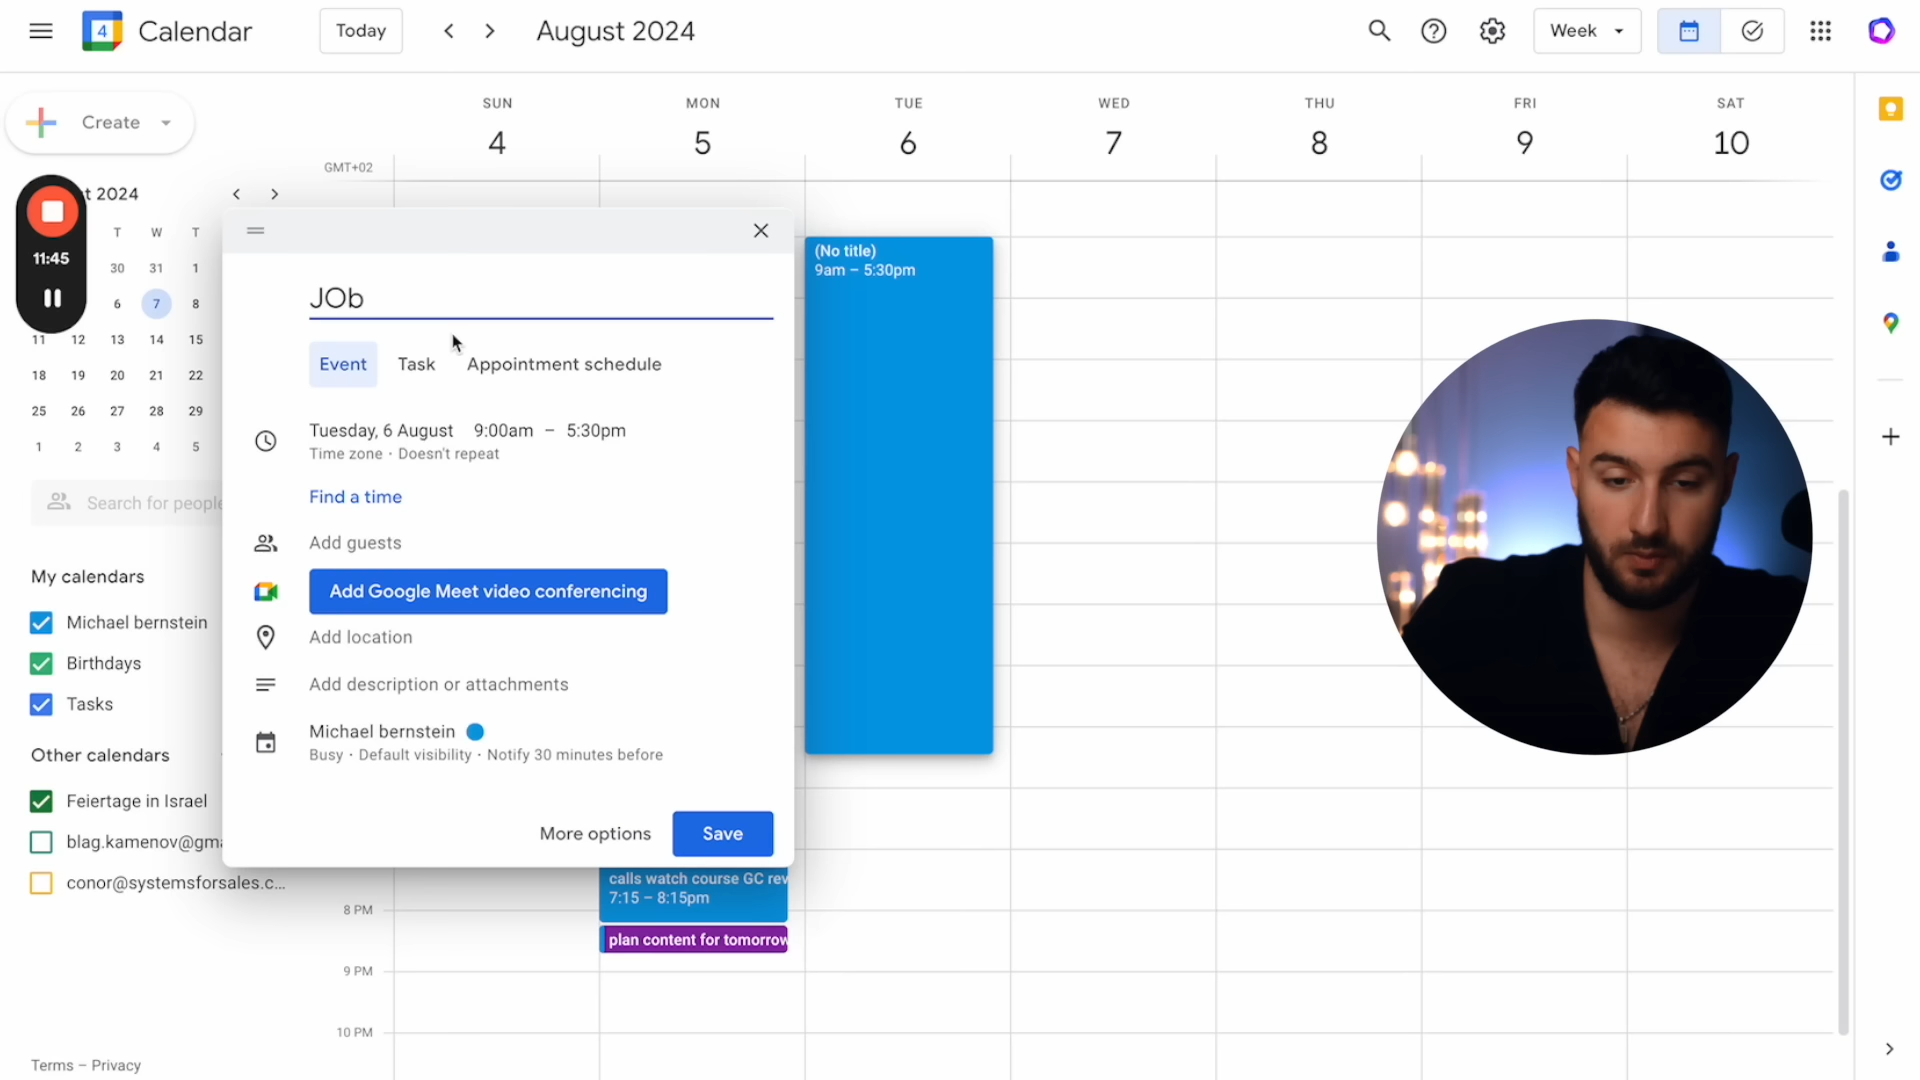 4 Calendar Today August 2024 Week
Create
SUN MON TUE WED THU FRI SAT
4 5 6 7 8 9 10
GMT+02
t 2024
T W T
30 31 1
6 7 8
11 12 13 14 15
18 19 20 21 22
25 26 27 28 29
1 2 3 4 5
11:45
Search for people
My calendars
Michael bernstein
Birthdays
Tasks
Other calendars
Feiertage in Israel
blag.kamenov@gma
conor@systemsforsales.c...
Terms – Privacy
JOb
Event Task Appointment schedule
Tuesday, 6 August 9:00am – 5:30pm
Time zone · Doesn't repeat
Find a time
Add guests
Add Google Meet video conferencing
Add location
Add description or attachments
Michael bernstein
Busy · Default visibility · Notify 30 minutes before
More options Save
(No title)
9am – 5:30pm
calls watch course GC rev
7:15 – 8:15pm
plan content for tomorrow
8 PM
9 PM
10 PM